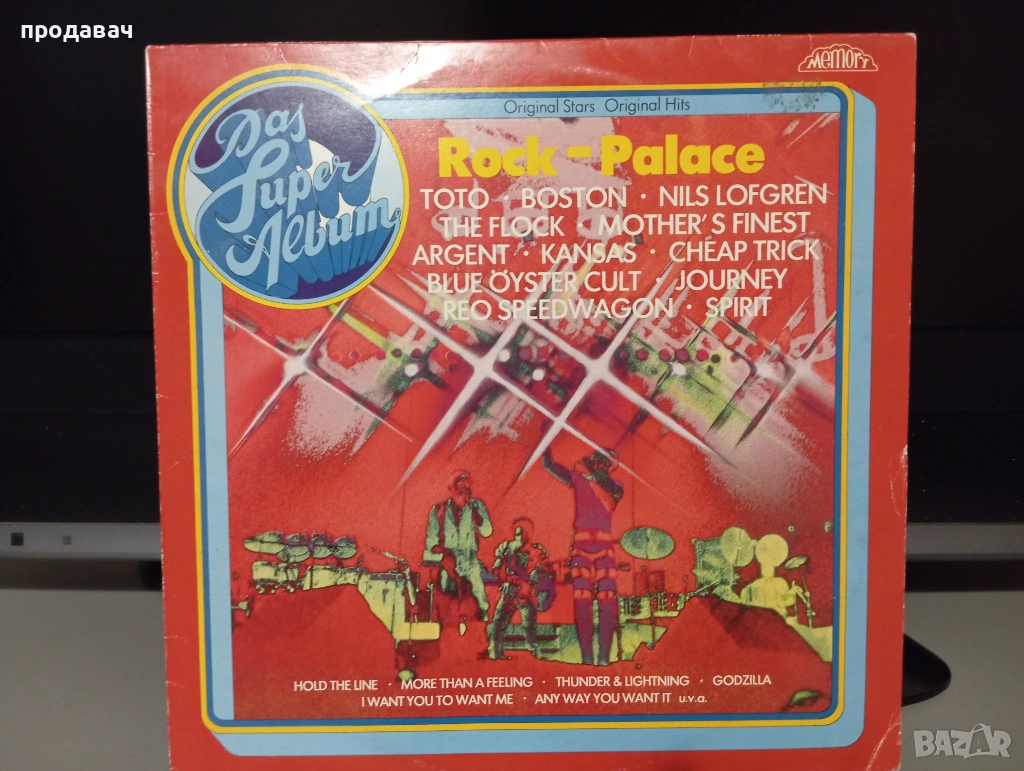 продавач
Memory
Das
Super
Album
Original Stars Original Hits
Rock-Palace
TOTO · BOSTON · NILS LOFGREN
THE FLOCK · MOTHER'S FINEST
ARGENT · KANSAS · CHEAP TRICK
BLUE ÖYSTER CULT · JOURNEY
REO SPEEDWAGON · SPIRIT
HOLD THE LINE · MORE THAN A FEELING · THUNDER & LIGHTNING · GODZILLA
I WANT YOU TO WANT ME · ANY WAY YOU WANT IT u.v.a.
BAZAR